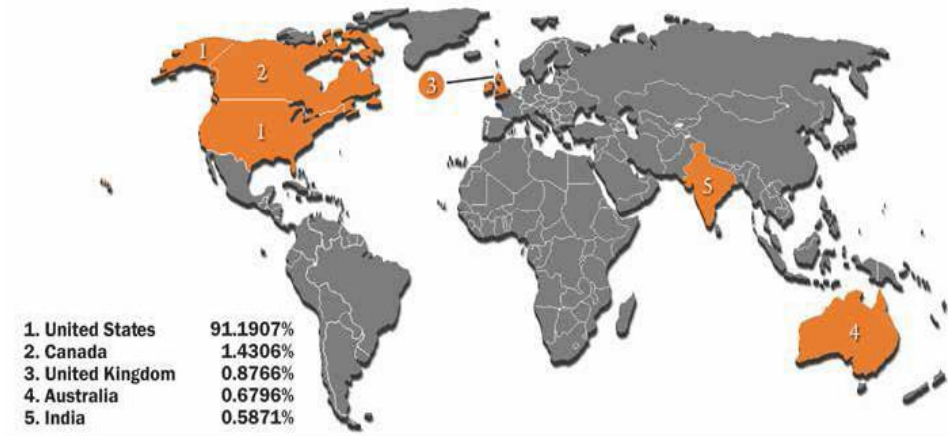 1
2
3
1
5
4
1. United States 91.1907%
2. Canada 1.4306%
3. United Kingdom 0.8766%
4. Australia 0.6796%
5. India 0.5871%